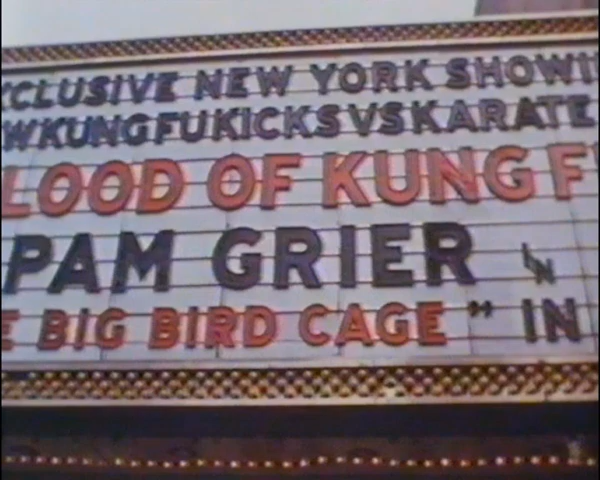 XCLUSIVE NEW YORK SHOWI
WKUNGFUKICKSVSKARATE
LOOD OF KUNG F
PAM GRIER IN
E BIG BIRD CAGE" IN